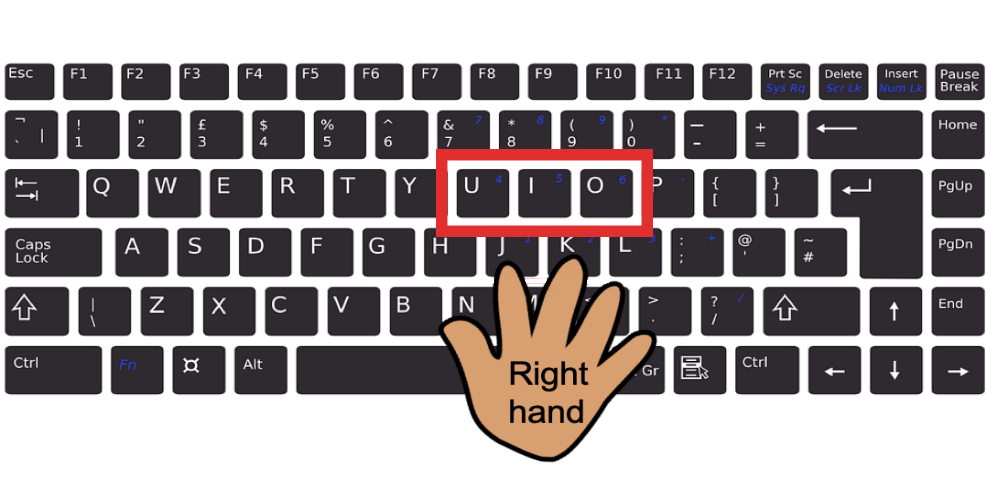 Esc F1 F2 F3 F4 F5 F6 F7 F8 F9 F10 F11 F12 Prt Sc Delete Insert Pause
Sys Rq Scr Lk Num Lk Break
¬ ! " £ $ % ^ & 7 * 8 ( 9 ) * _ + Home
` | 1 2 3 4 5 6 7 8 9 0 - =
Q W E R T Y U 4 I 5 O 6 P - { } PgUp
[ ]
Caps A S D F G H J 1 K 2 L 3 : + @ ~ PgDn
Lock ; ' #
| Z X C V B N > ? / End
\ . /
Ctrl Fn Alt Gr Ctrl
Right
hand